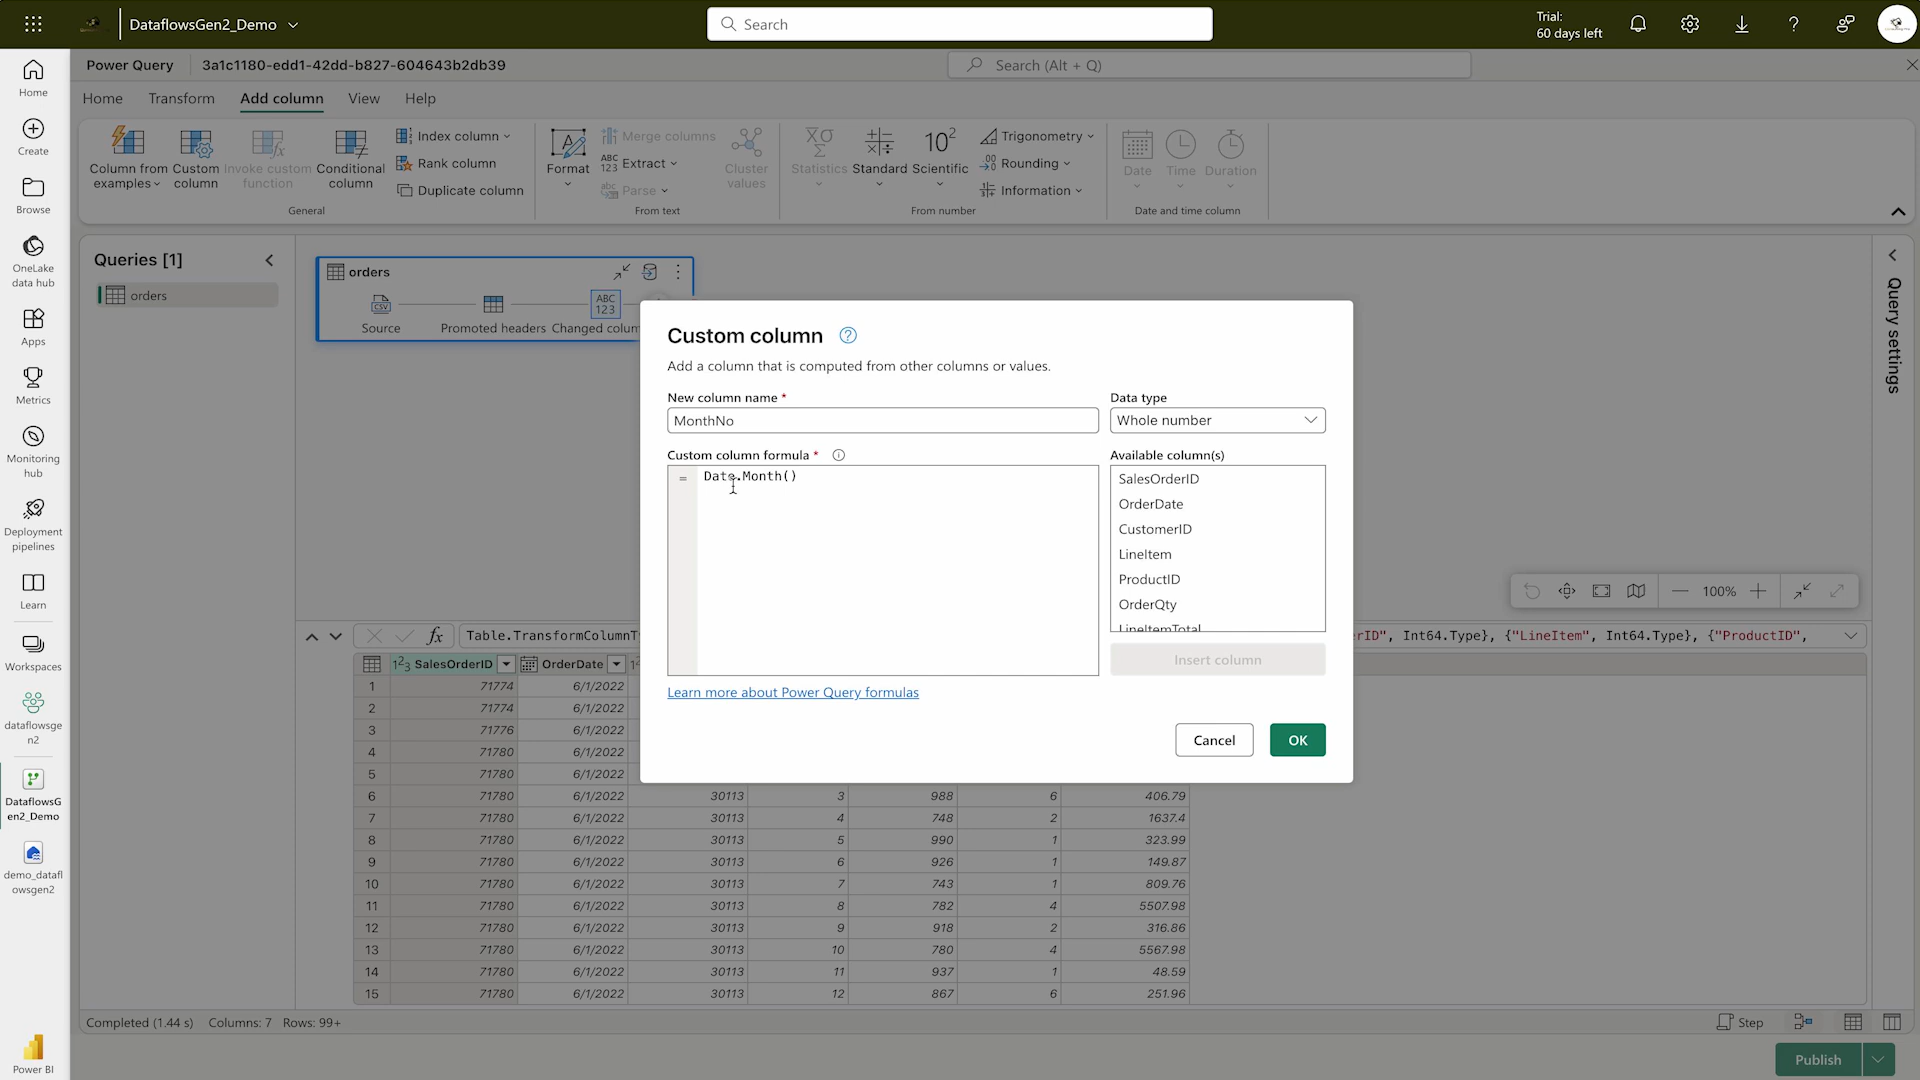 DataflowsGen2_Demo
Search
Trial:
60 days left
Power Query
3a1c1180-edd1-42dd-b827-604643b2db39
Search (Alt + Q)
Home
Transform
Add column
View
Help
Column from
examples
Custom
column
Invoke custom
function
Conditional
column
Index column
Rank column
Duplicate column
General
Format
Merge columns
ABC
123
Extract
abc
Parse
From text
Cluster
values
Statistics
Standard
10²
Scientific
Trigonometry
.00
Rounding
Information
From number
Date
Time
Duration
Date and time column
Home
Create
Browse
OneLake
data hub
Apps
Metrics
Monitoring
hub
Deployment
pipelines
Learn
Workspaces
dataflowsge
n2
DataflowsG
en2_Demo
demo_datafl
owsgen2
Power BI
Queries [1]
orders
orders
CSV
ABC
123
Source
Promoted headers
Changed colum
Query settings
Custom column
Add a column that is computed from other columns or values.
New column name *
MonthNo
Data type
Whole number
Custom column formula *
= Date.Month()
Available column(s)
SalesOrderID
OrderDate
CustomerID
LineItem
ProductID
OrderQty
LineItemTotal
Insert column
Learn more about Power Query formulas
Cancel
OK
100%
fx
Table.TransformColumnT
rID", Int64.Type}, {"LineItem", Int64.Type}, {"ProductID",
1²3 SalesOrderID
OrderDate
1 71774 6/1/2022
2 71774 6/1/2022
3 71776 6/1/2022
4 71780 6/1/2022
5 71780 6/1/2022
6 71780 6/1/2022 30113 3 988 6 406.79
7 71780 6/1/2022 30113 4 748 2 1637.4
8 71780 6/1/2022 30113 5 990 1 323.99
9 71780 6/1/2022 30113 6 926 1 149.87
10 71780 6/1/2022 30113 7 743 1 809.76
11 71780 6/1/2022 30113 8 782 4 5507.98
12 71780 6/1/2022 30113 9 918 2 316.86
13 71780 6/1/2022 30113 10 780 4 5567.98
14 71780 6/1/2022 30113 11 937 1 48.59
15 71780 6/1/2022 30113 12 867 6 251.96
Completed (1.44 s)
Columns: 7
Rows: 99+
Step
Publish